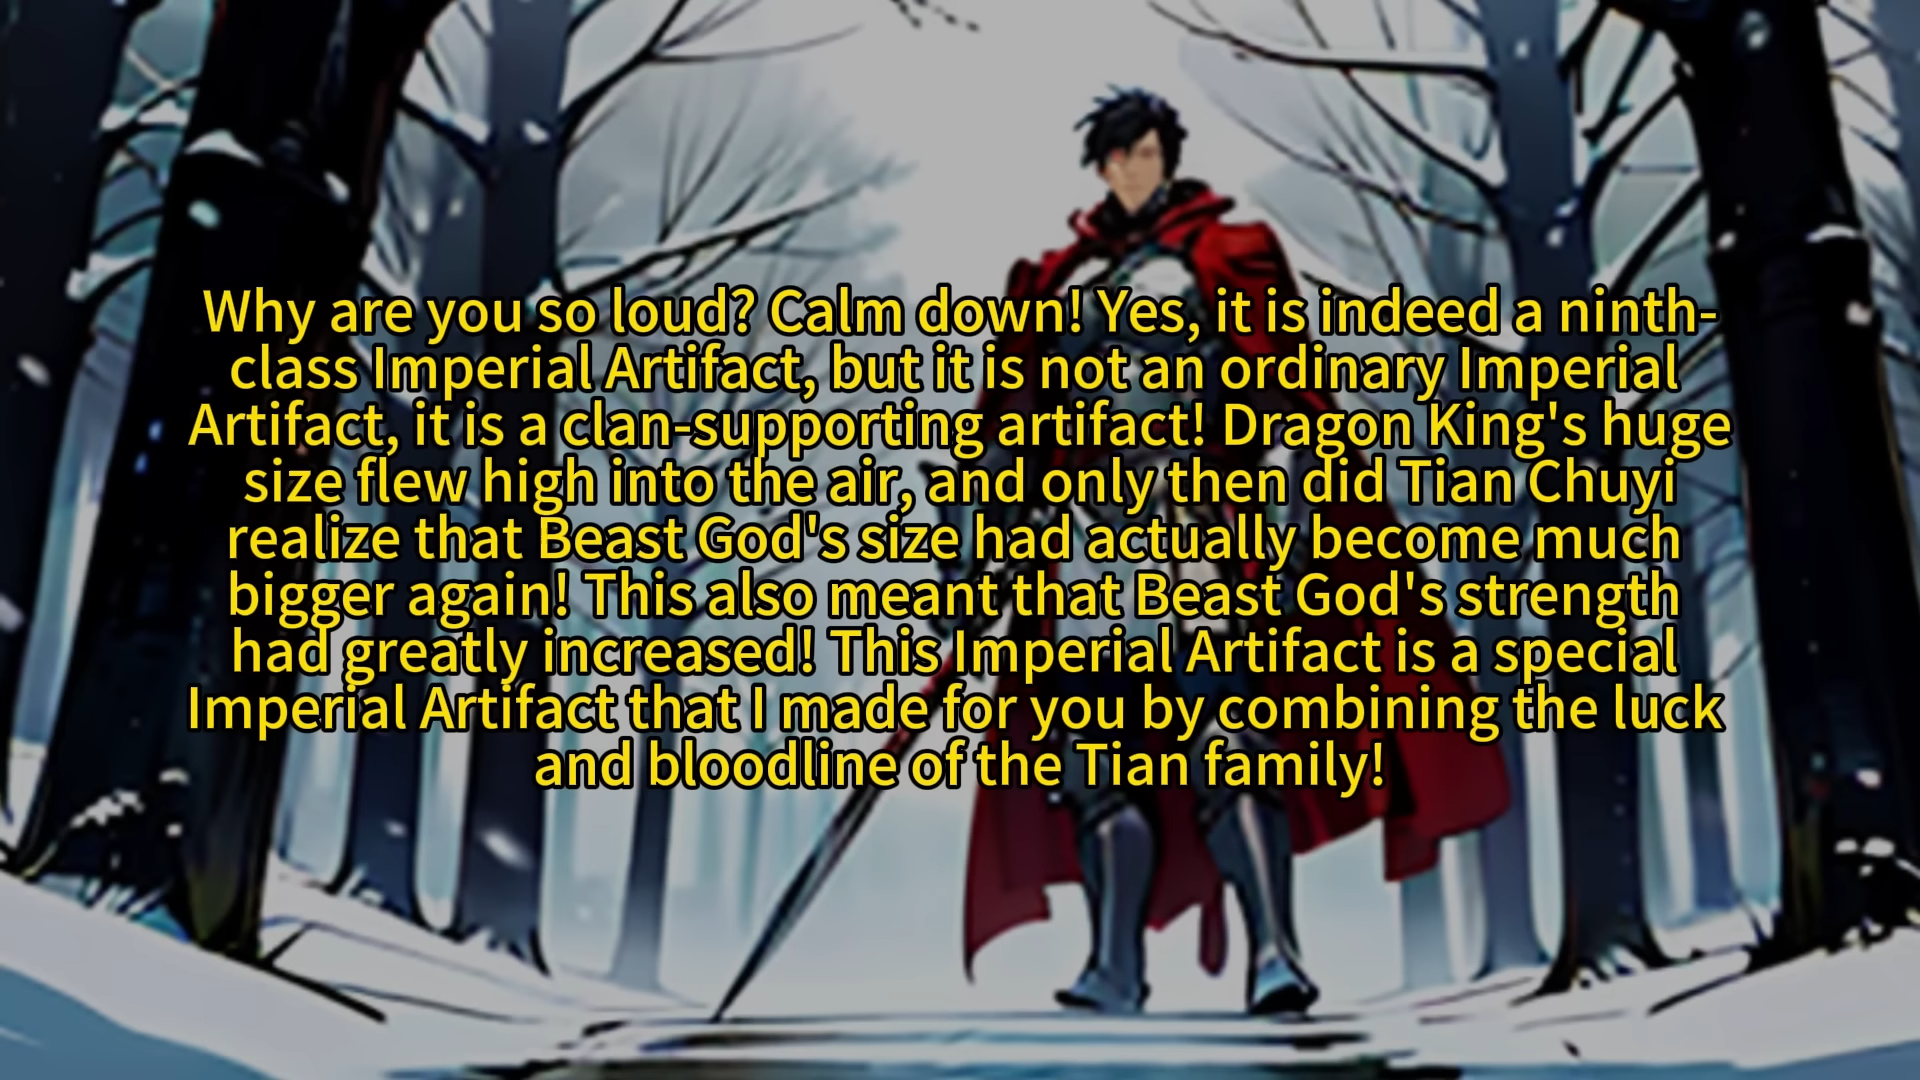 Why are you so loud? Calm down! Yes, it is indeed a ninth-
class Imperial Artifact, but it is not an ordinary Imperial
Artifact, it is a clan-supporting artifact! Dragon King's huge
size flew high into the air, and only then did Tian Chuyi
realize that Beast God's size had actually become much
bigger again! This also meant that Beast God's strength
had greatly increased! This Imperial Artifact is a special
Imperial Artifact that I made for you by combining the luck
and bloodline of the Tian family!